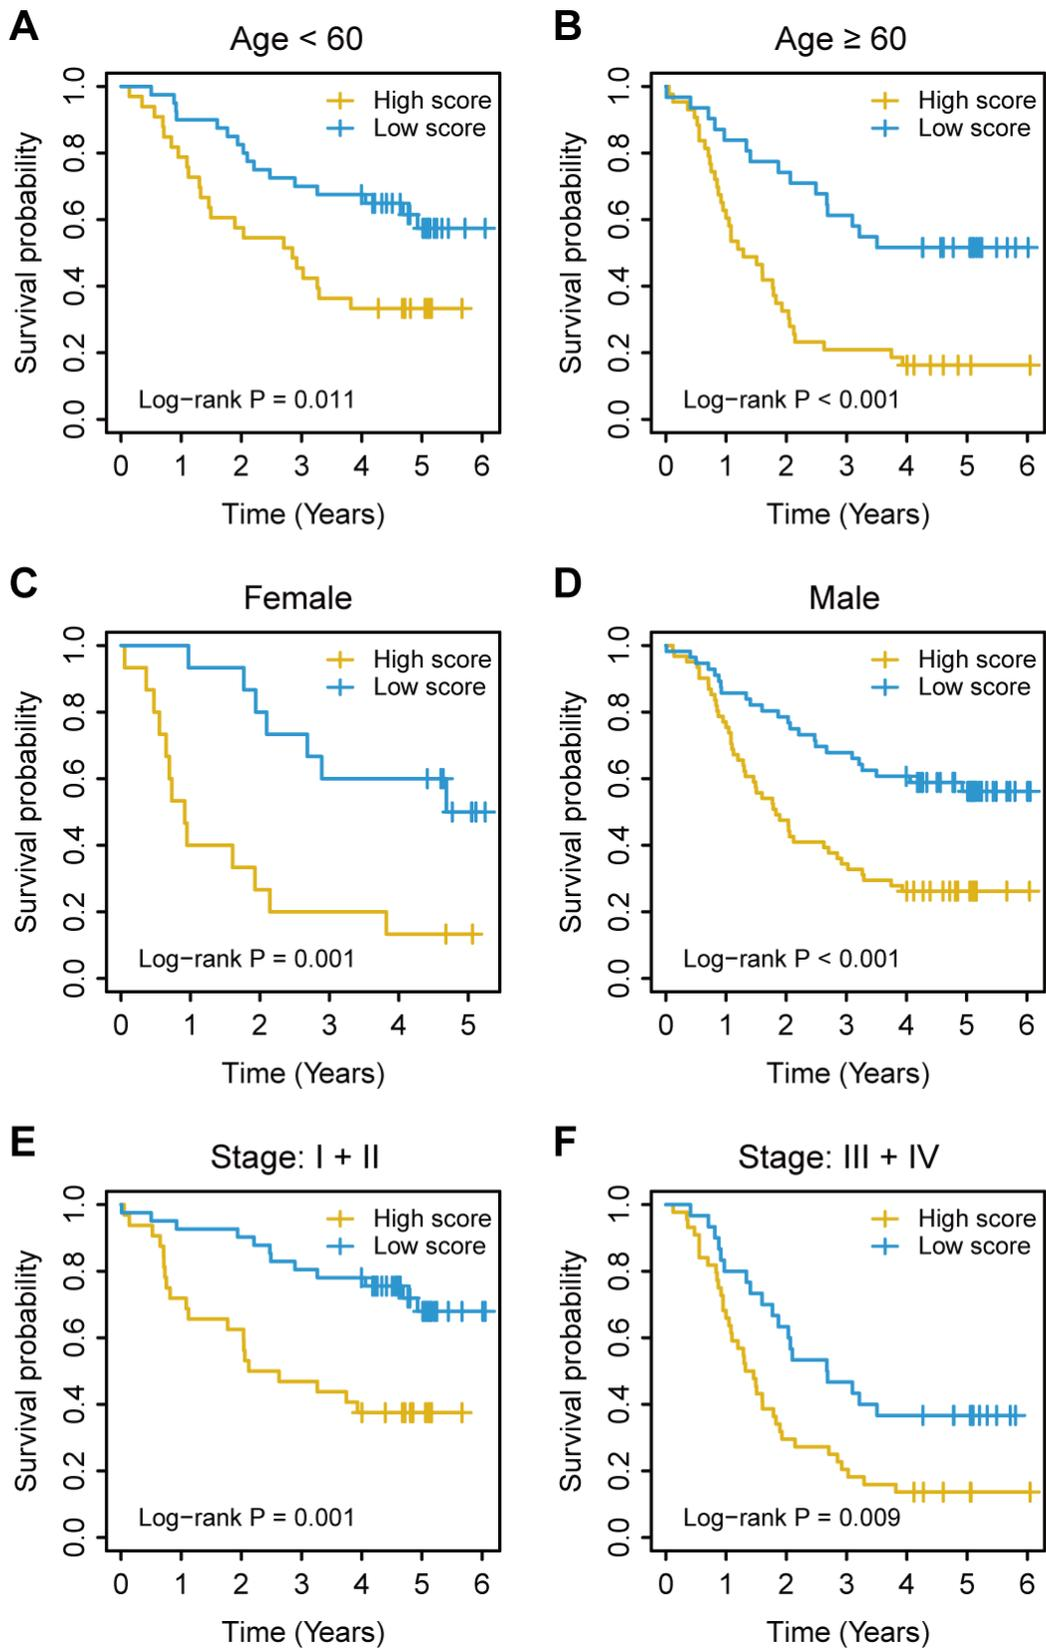 A
Age < 60
Survival probability
1.0
0.8
0.6
0.4
0.2
0.0
High score
Low score
Log−rank P = 0.011
0 1 2 3 4 5 6
Time (Years)
B
Age ≥ 60
Survival probability
1.0
0.8
0.6
0.4
0.2
0.0
High score
Low score
Log−rank P < 0.001
0 1 2 3 4 5 6
Time (Years)
C
Female
Survival probability
1.0
0.8
0.6
0.4
0.2
0.0
High score
Low score
Log−rank P = 0.001
0 1 2 3 4 5
Time (Years)
D
Male
Survival probability
1.0
0.8
0.6
0.4
0.2
0.0
High score
Low score
Log−rank P < 0.001
0 1 2 3 4 5 6
Time (Years)
E
Stage: I + II
Survival probability
1.0
0.8
0.6
0.4
0.2
0.0
High score
Low score
Log−rank P = 0.001
0 1 2 3 4 5 6
Time (Years)
F
Stage: III + IV
Survival probability
1.0
0.8
0.6
0.4
0.2
0.0
High score
Low score
Log−rank P = 0.009
0 1 2 3 4 5 6
Time (Years)